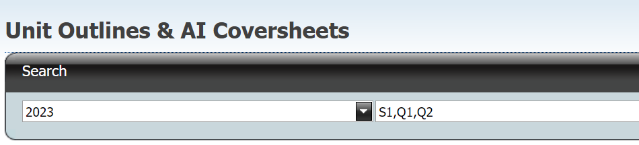 Unit Outlines & AI Coversheets
Search
2023 S1,Q1,Q2